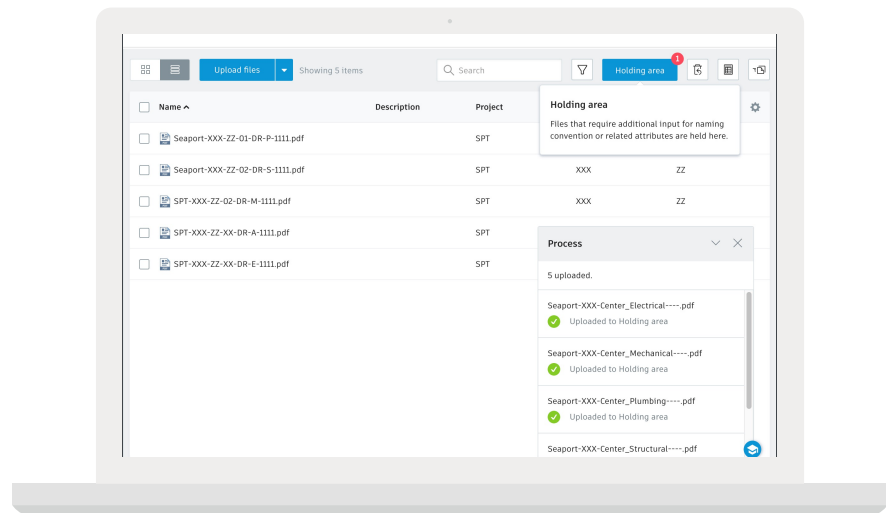 Upload files
Showing 5 items
Search
Holding area
1
Name
Description
Project
Holding area
Files that require additional input for naming
convention or related attributes are held here.
Seaport-XXX-ZZ-01-DR-P-1111.pdf
SPT
Seaport-XXX-ZZ-02-DR-S-1111.pdf
SPT
XXX
ZZ
SPT-XXX-ZZ-02-DR-M-1111.pdf
SPT
XXX
ZZ
SPT-XXX-ZZ-XX-DR-A-1111.pdf
SPT
SPT-XXX-ZZ-XX-DR-E-1111.pdf
SPT
Process
5 uploaded.
Seaport-XXX-Center_Electrical----.pdf
Uploaded to Holding area
Seaport-XXX-Center_Mechanical----.pdf
Uploaded to Holding area
Seaport-XXX-Center_Plumbing----.pdf
Uploaded to Holding area
Seaport-XXX-Center_Structural----.pdf